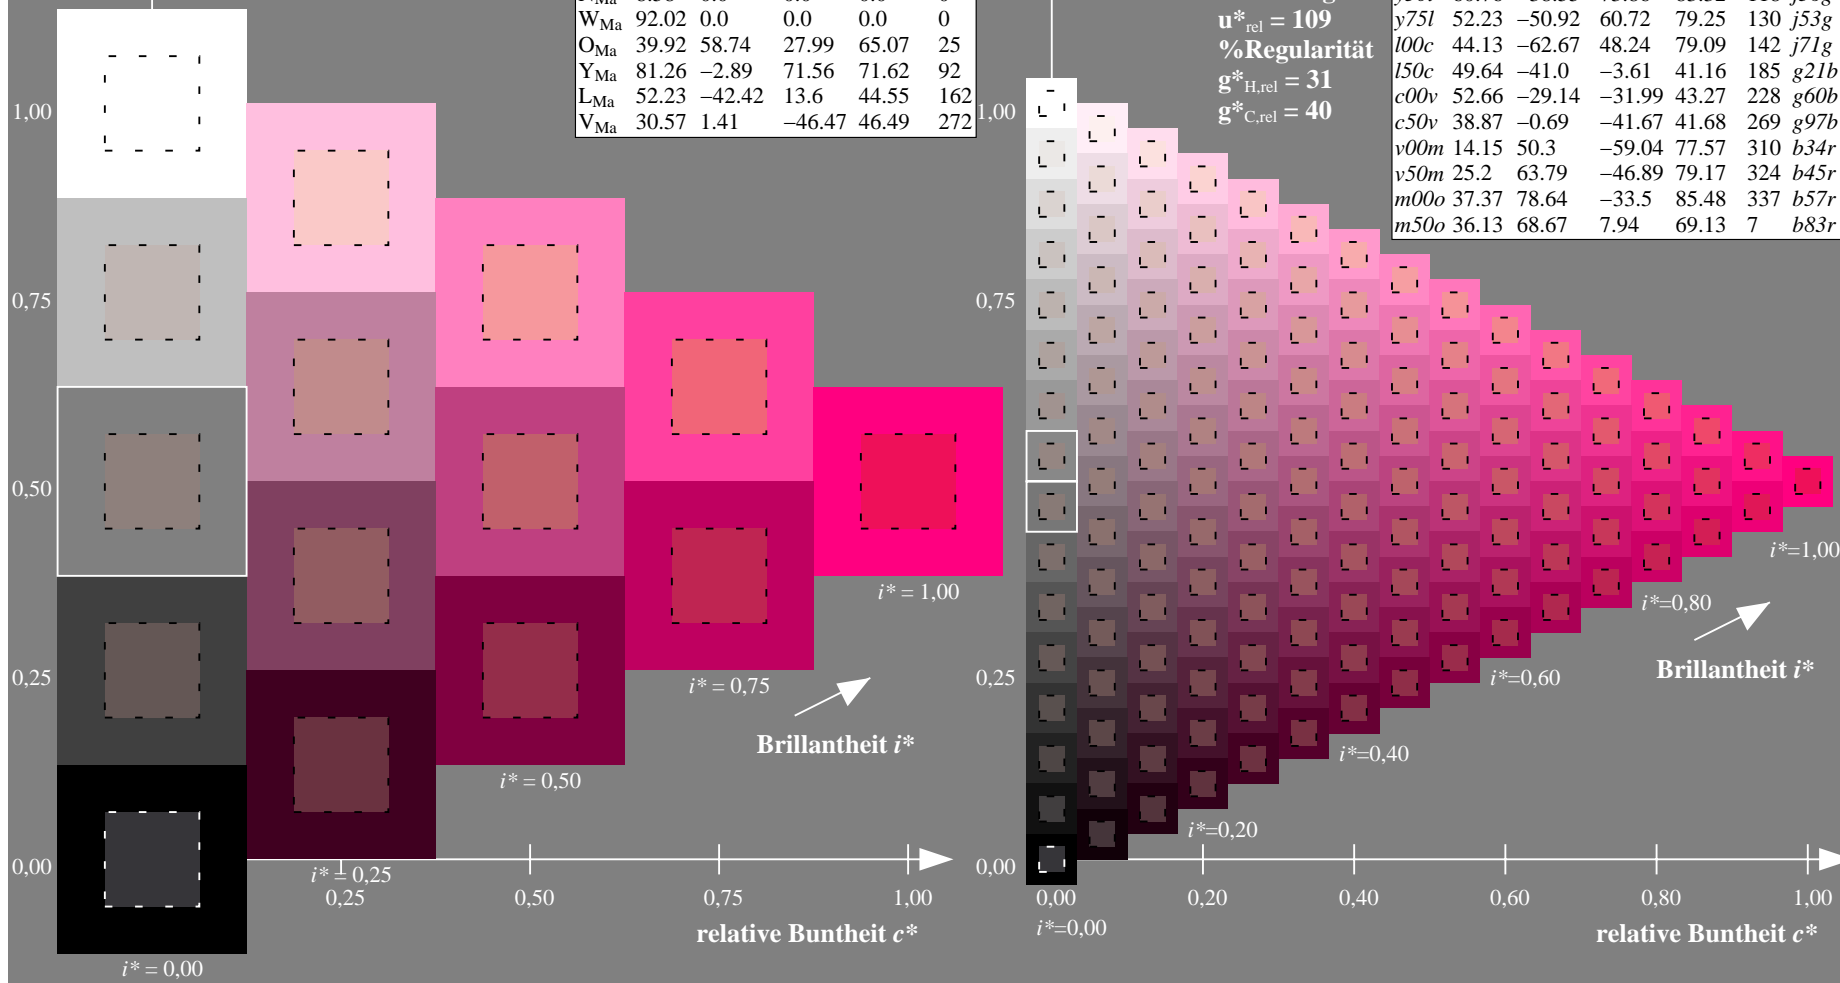 W_Ma 92.02 0.0 0.0 0.0 0
O_Ma 39.92 58.74 27.99 65.07 25
Y_Ma 81.26 −2.89 71.56 71.62 92
L_Ma 52.23 −42.42 13.6 44.55 162
V_Ma 30.57 1.41 −46.47 46.49 272
u*rel = 109
%Regularität
g*H,rel = 31
g*C,rel = 40
y75l 52.23 −50.92 60.72 79.25 130 j53g
l00c 44.13 −62.67 48.24 79.09 142 j71g
l50c 49.64 −41.0 −3.61 41.16 185 g21b
c00v 52.66 −29.14 −31.99 43.27 228 g60b
c50v 38.87 −0.69 −41.67 41.68 269 g97b
v00m 14.15 50.3 −59.04 77.57 310 b34r
v50m 25.2 63.79 −46.89 79.17 324 b45r
m00o 37.37 78.64 −33.5 85.48 337 b57r
m50o 36.13 68.67 7.94 69.13 7 b83r
1,00
0,75
0,50
0,25
0,00
i* = 1,00
i* = 0,75
Brillantheit i*
i* = 0,50
i* = 0,25
0,25 0,50 0,75 1,00
relative Buntheit c*
i* = 0,00
1,00
0,75
0,50
0,25
0,00
i*=1,00
i*=0,80
Brillantheit i*
i*=0,60
i*=0,40
i*=0,20
0,00 0,20 0,40 0,60 0,80 1,00
i*=0,00
relative Buntheit c*